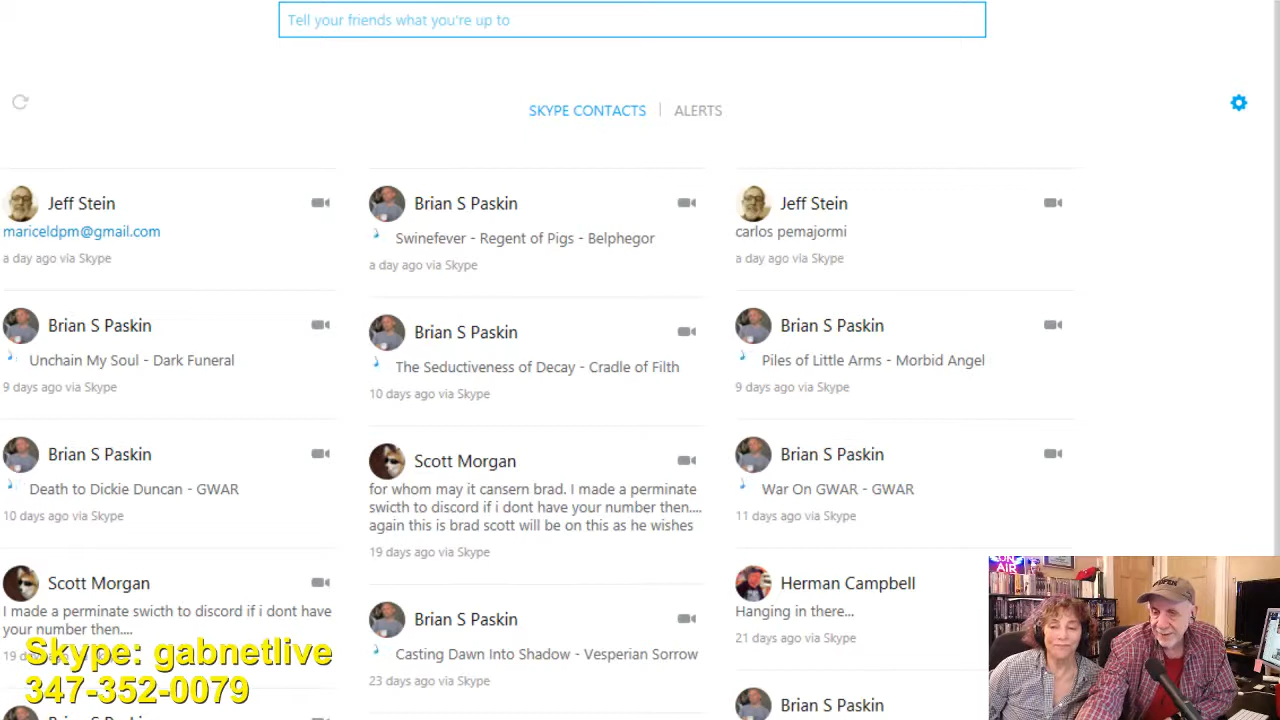 Tell your friends what you're up to
SKYPE CONTACTS | ALERTS
Jeff Stein
mariceldpm@gmail.com
a day ago via Skype
Brian S Paskin
Swinefever - Regent of Pigs - Belphegor
a day ago via Skype
Jeff Stein
carlos pemajormi
a day ago via Skype
Brian S Paskin
Unchain My Soul - Dark Funeral
9 days ago via Skype
Brian S Paskin
The Seductiveness of Decay - Cradle of Filth
10 days ago via Skype
Brian S Paskin
Piles of Little Arms - Morbid Angel
9 days ago via Skype
Brian S Paskin
Death to Dickie Duncan - GWAR
10 days ago via Skype
Scott Morgan
for whom may it cansern brad. I made a perminate
swicth to discord if i dont have your number then....
again this is brad scott will be on this as he wishes
19 days ago via Skype
Brian S Paskin
War On GWAR - GWAR
11 days ago via Skype
Scott Morgan
I made a perminate swicth to discord if i dont have
your number then....
Brian S Paskin
Casting Dawn Into Shadow - Vesperian Sorrow
23 days ago via Skype
Herman Campbell
Hanging in there...
21 days ago via Skype
Brian S Paskin
Skype: gabnetlive
347-352-0079
ON
AIR